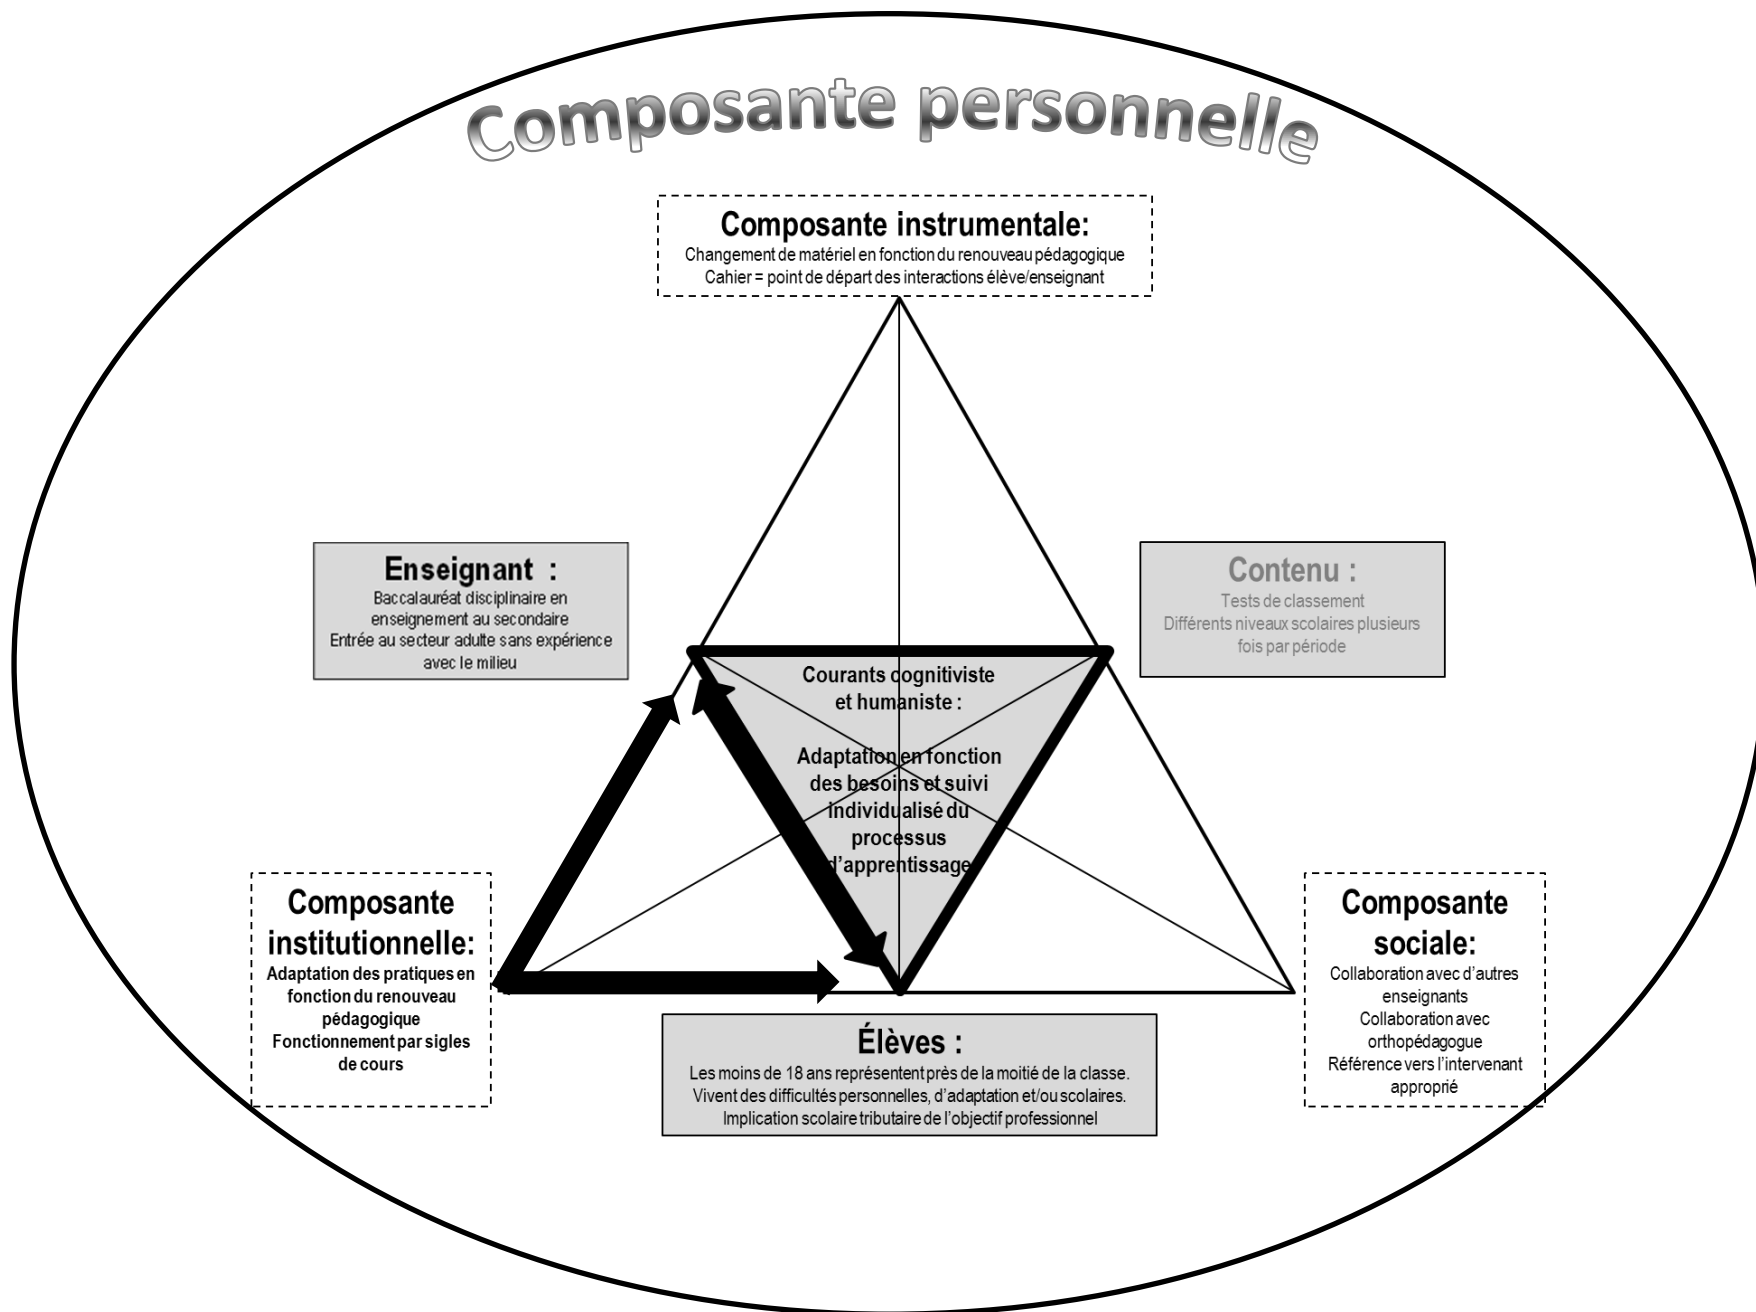 Composante personnelle
Composante instrumentale:
Changement de matériel en fonction du renouveau pédagogique
Cahier = point de départ des interactions élève/enseignant
Enseignant :
Baccalauréat disciplinaire en
enseignement au secondaire
Entrée au secteur adulte sans expérience
avec le milieu
Contenu :
Tests de classement
Différents niveaux scolaires plusieurs
fois par période
Courants cognitiviste
et humaniste :
Adaptation en fonction
des besoins et suivi
individualisé du
processus
d'apprentissage
Composante
institutionnelle:
Adaptation des pratiques en
fonction du renouveau
pédagogique
Fonctionnement par sigles
de cours
Élèves :
Les moins de 18 ans représentent près de la moitié de la classe.
Vivent des difficultés personnelles, d'adaptation et/ou scolaires.
Implication scolaire tributaire de l'objectif professionnel
Composante
sociale:
Collaboration avec d'autres
enseignants
Collaboration avec
orthopédagogue
Référence vers l'intervenant
approprié